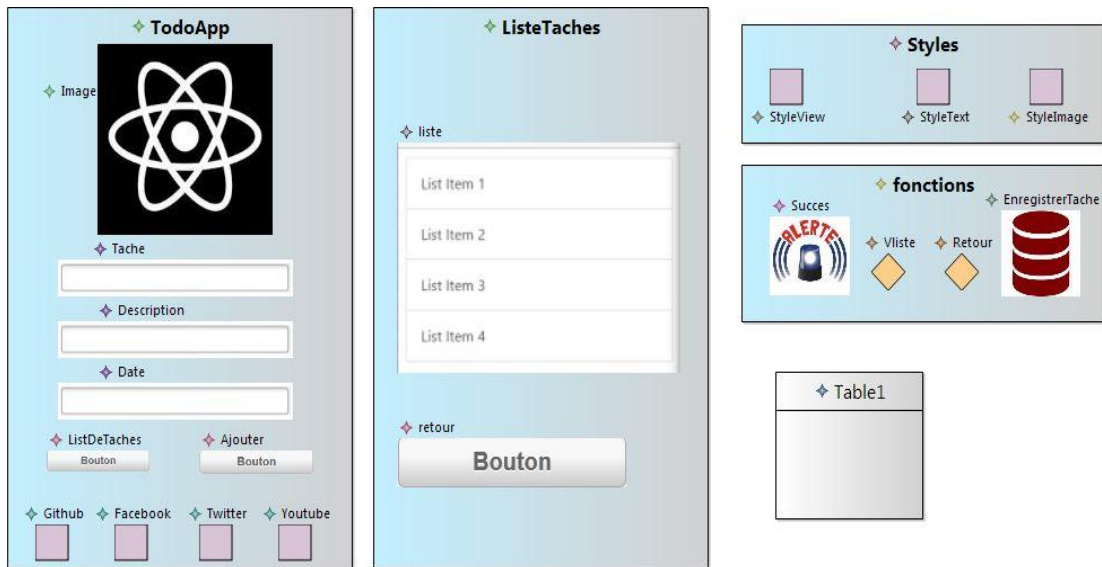 TodoApp
Image
Tache
Description
Date
ListDeTaches Ajouter
Bouton Bouton
Github Facebook Twitter Youtube
ListeTaches
liste
List Item 1
List Item 2
List Item 3
List Item 4
retour
Bouton
Styles
StyleView StyleText StyleImage
fonctions
Succes Vliste Retour EnregistrerTache
ALERTE
Table1